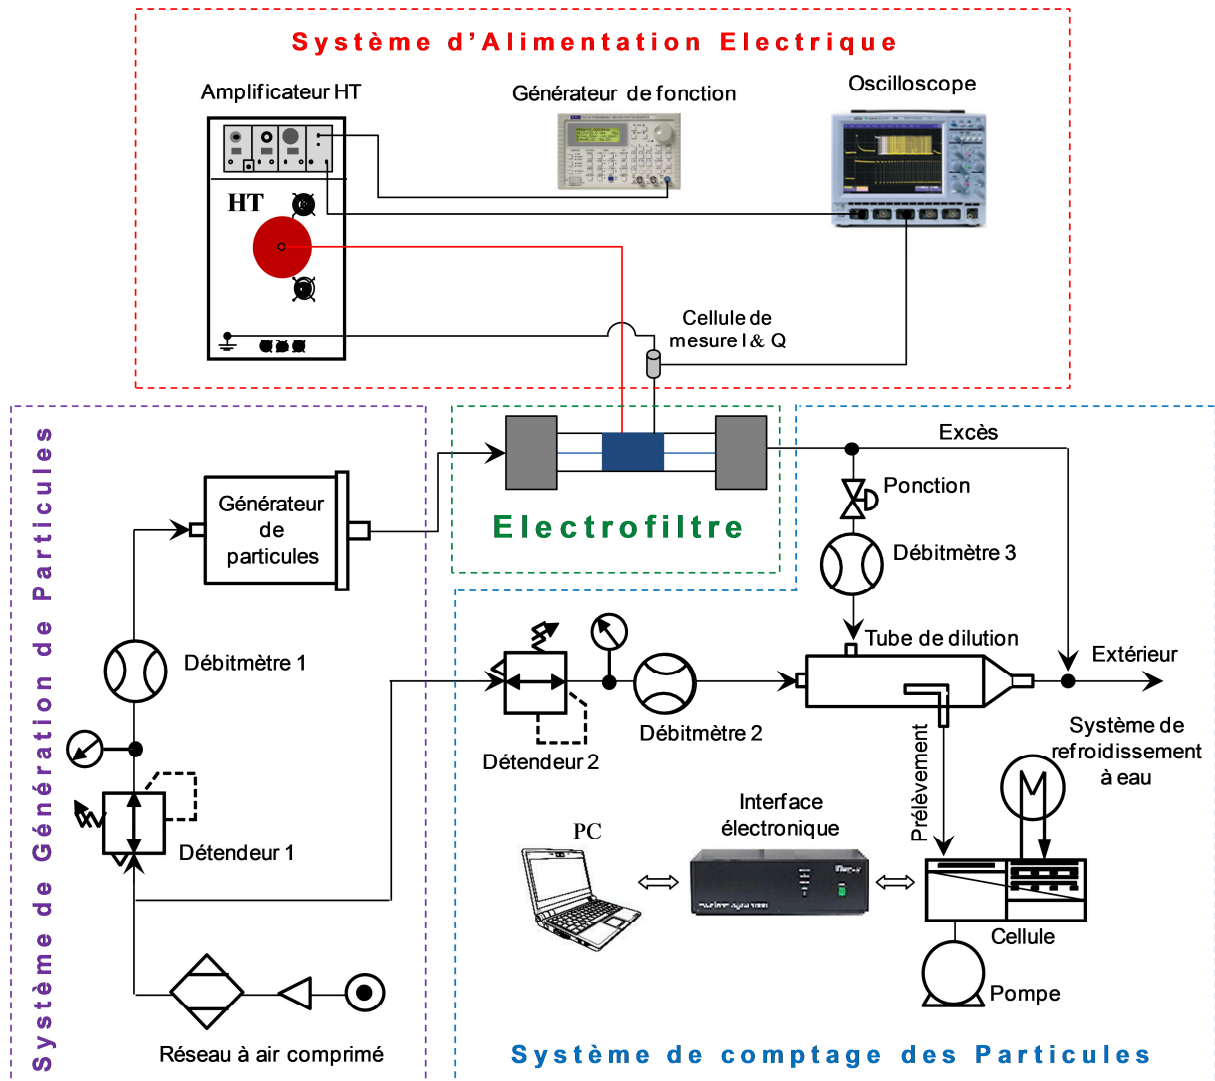 Système d'Alimentation Electrique
Amplificateur HT
Générateur de fonction
Oscilloscope
HT
Cellule de
mesure I & Q
Système de Génération de Particules
Générateur
de
particules
Electrofiltre
Excès
Ponction
Débitmètre 3
Débitmètre 1
Tube de dilution
Extérieur
Détendeur 2
Débitmètre 2
Système de
refroidissement
à eau
Prélèvement
Détendeur 1
PC
Interface
électronique
Cellule
Pompe
Réseau à air comprimé
Système de comptage des Particules